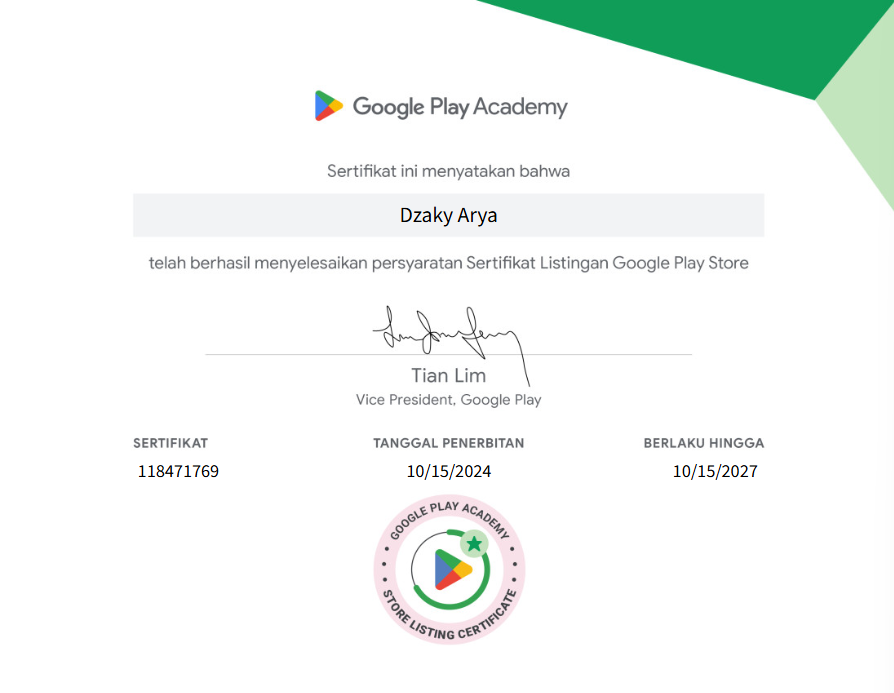 Google Play Academy
Sertifikat ini menyatakan bahwa
Dzaky Arya
telah berhasil menyelesaikan persyaratan Sertifikat Listingan Google Play Store
Tian Lim
Vice President, Google Play
SERTIFIKAT
TANGGAL PENERBITAN
BERLAKU HINGGA
118471769
10/15/2024
10/15/2027
GOOGLE PLAY ACADEMY
STORE LISTING CERTIFICATE